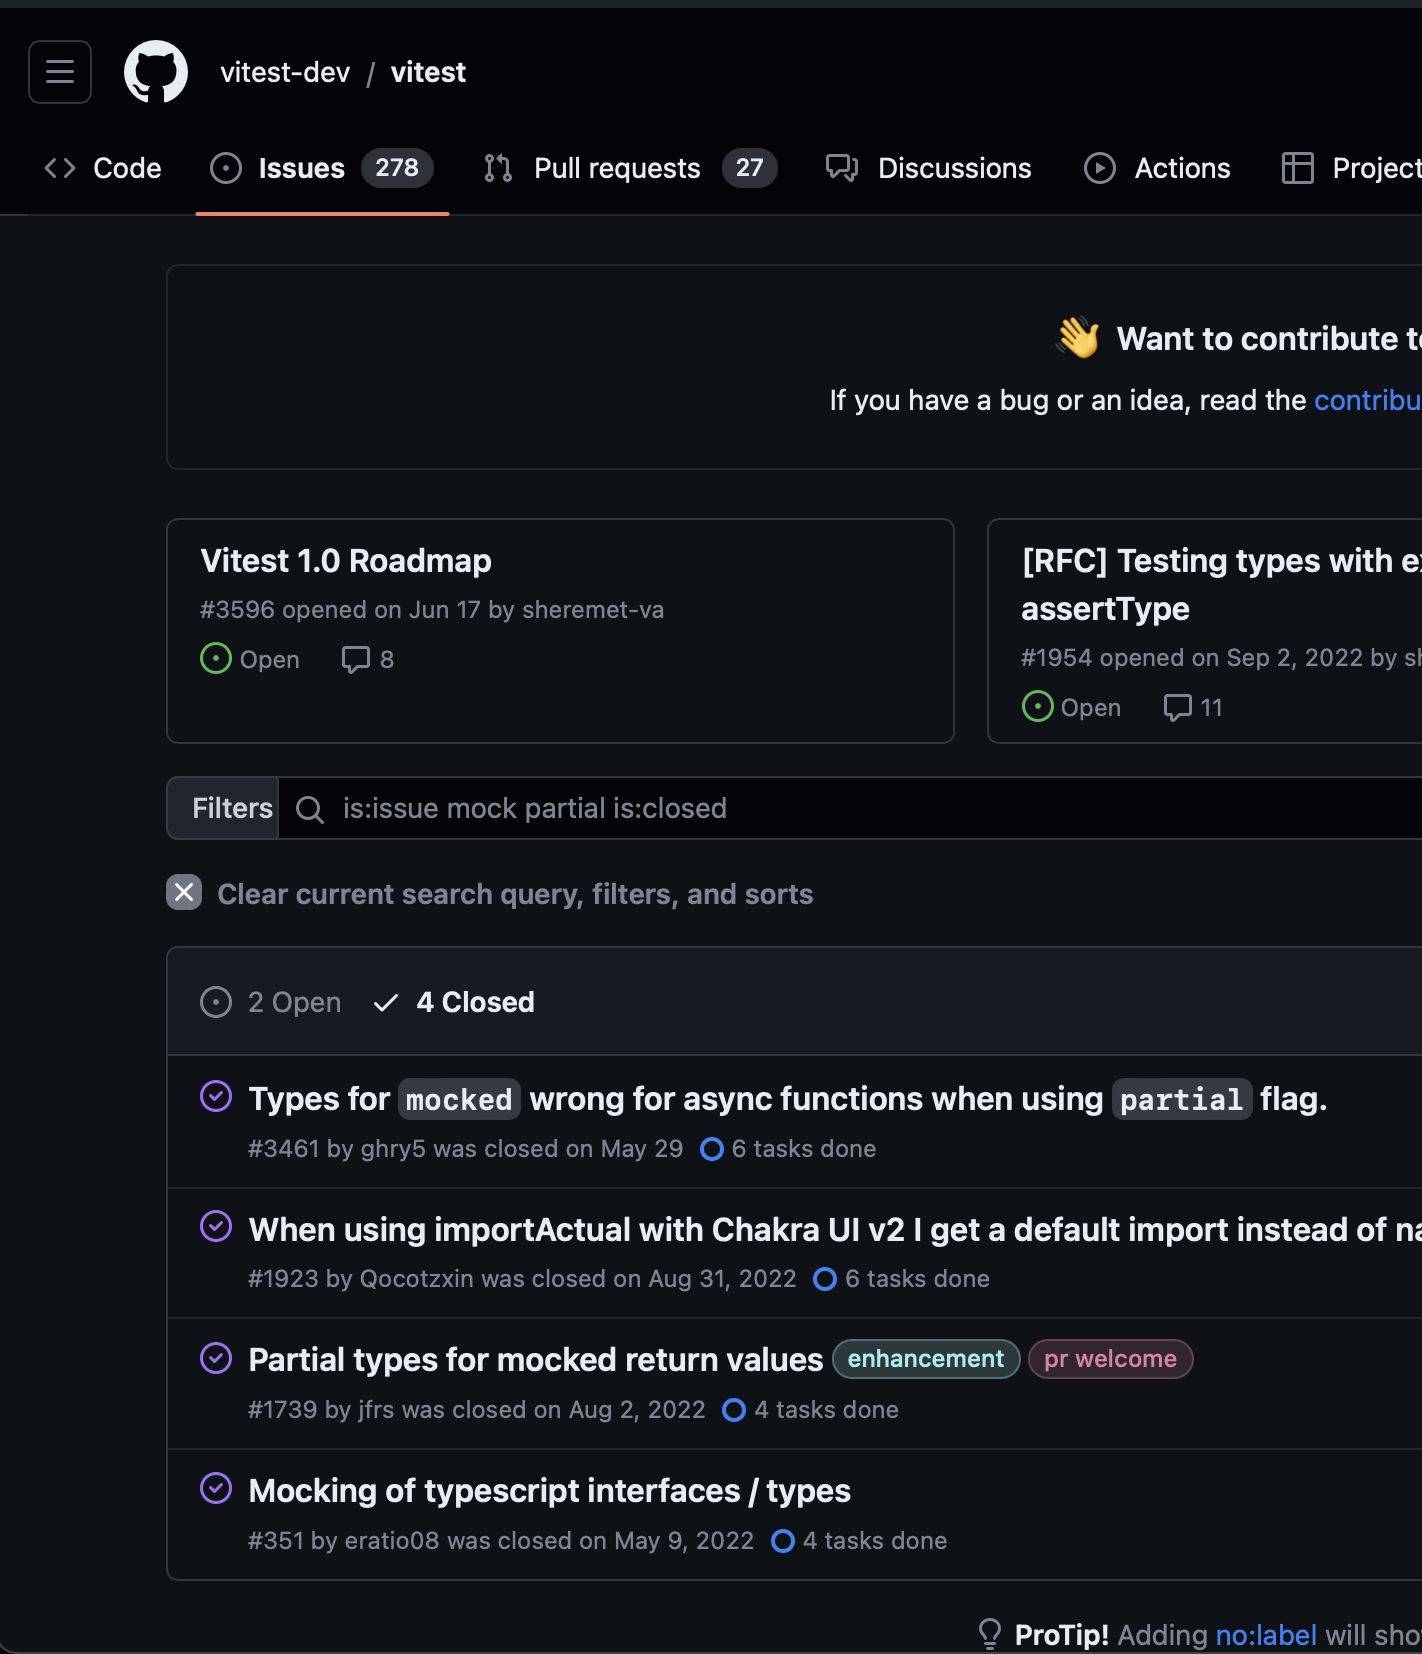 vitest-dev / vitest
Code Issues 278 Pull requests 27 Discussions Actions Project
Want to contribute t
If you have a bug or an idea, read the contribu
Vitest 1.0 Roadmap
#3596 opened on Jun 17 by sheremet-va
Open 8
[RFC] Testing types with ex
assertType
#1954 opened on Sep 2, 2022 by sh
Open 11
Filters is:issue mock partial is:closed
Clear current search query, filters, and sorts
2 Open 4 Closed
Types for mocked wrong for async functions when using partial flag.
#3461 by ghry5 was closed on May 29 6 tasks done
When using importActual with Chakra UI v2 I get a default import instead of na
#1923 by Qocotzxin was closed on Aug 31, 2022 6 tasks done
Partial types for mocked return values enhancement pr welcome
#1739 by jfrs was closed on Aug 2, 2022 4 tasks done
Mocking of typescript interfaces / types
#351 by eratio08 was closed on May 9, 2022 4 tasks done
ProTip! Adding no:label will sho